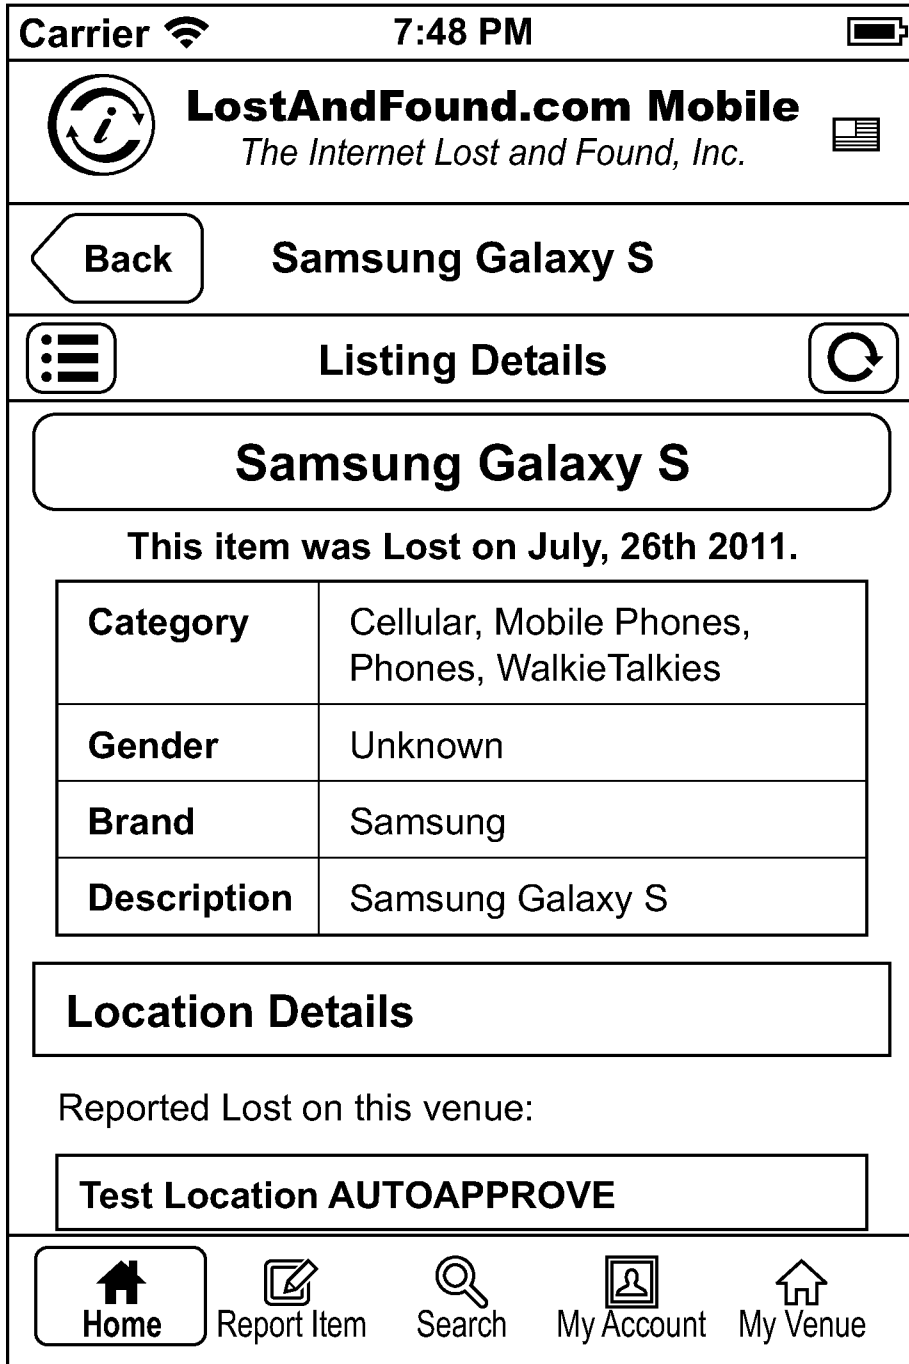 Carrier 7:48 PM
i
LostAndFound.com Mobile
The Internet Lost and Found, Inc.
Back Samsung Galaxy S
Listing Details
Samsung Galaxy S
This item was Lost on July, 26th 2011.
Category Cellular, Mobile Phones,
Phones, WalkieTalkies
Gender Unknown
Brand Samsung
Description Samsung Galaxy S
Location Details
Reported Lost on this venue:
Test Location AUTOAPPROVE
Home Report Item Search My Account My Venue